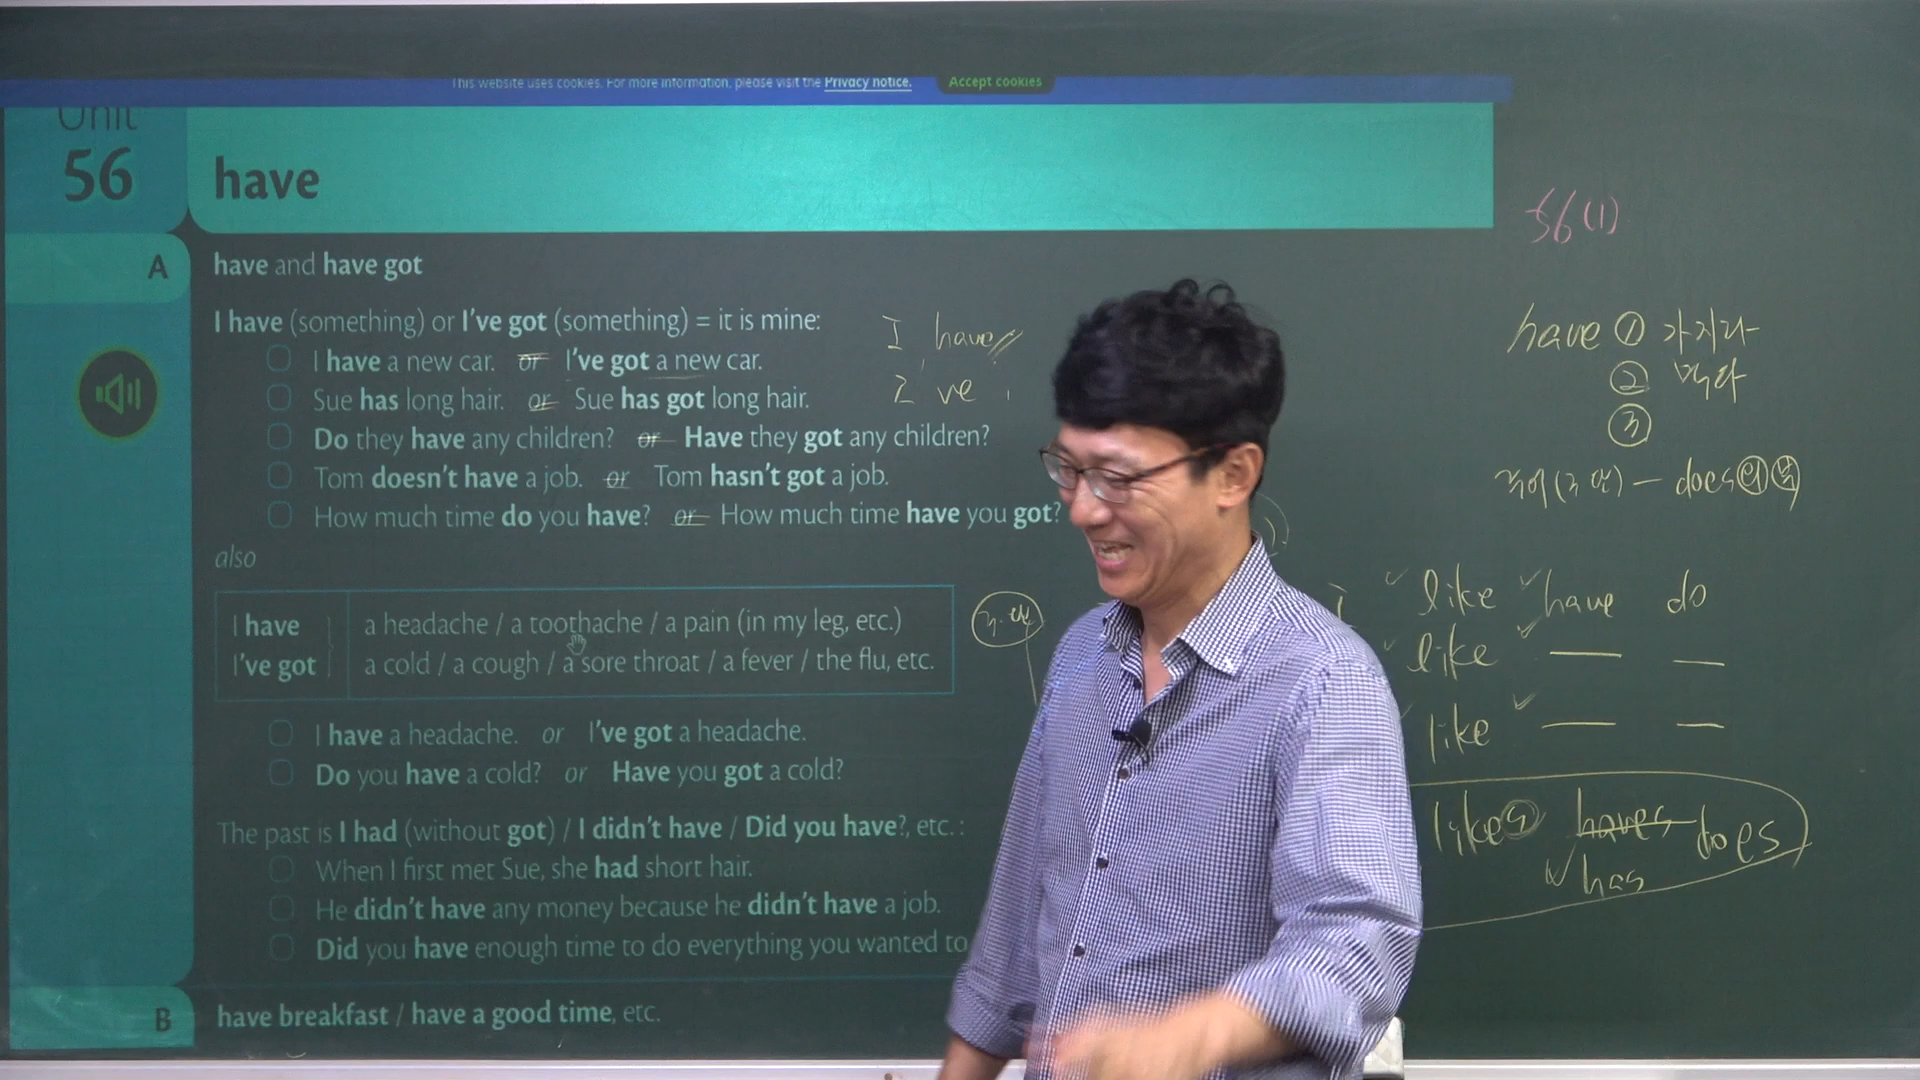 This website uses cookies. For more information, please visit the Privacy notice. Accept cookies
Unit
56
have
A
have and have got
I have (something) or I've got (something) = it is mine:
I have a new car. or I've got a new car.
Sue has long hair. or Sue has got long hair.
Do they have any children? or Have they got any children?
Tom doesn't have a job. or Tom hasn't got a job.
How much time do you have? or How much time have you got?
also
I have
I've got
a headache / a toothache / a pain (in my leg, etc.)
a cold / a cough / a sore throat / a fever / the flu, etc.
I have a headache. or I've got a headache.
Do you have a cold? or Have you got a cold?
The past is I had (without got) / I didn't have / Did you have?, etc. :
When I first met Sue, she had short hair.
He didn't have any money because he didn't have a job.
Did you have enough time to do everything you wanted to
B
have breakfast / have a good time, etc.
I have
I've
56 (1)
have ① 가지다
② 먹다
③
주어 (3 단) – does 의 부
like have do
like
like
likes haves does
has